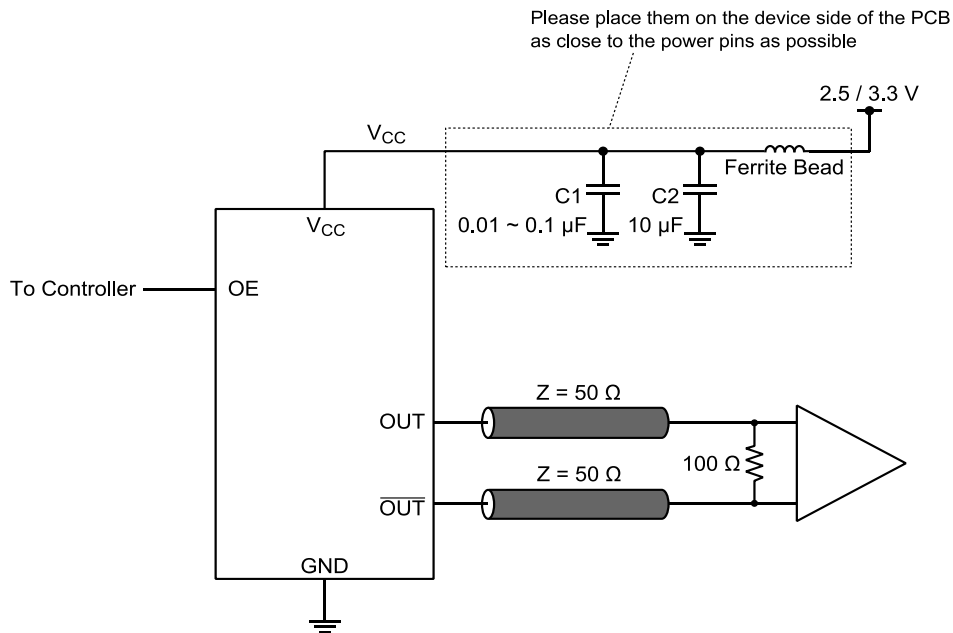 Please place them on the device side of the PCB
as close to the power pins as possible
2.5 / 3.3 V
VCC
Ferrite Bead
C1
0.01 ~ 0.1 µF
C2
10 µF
VCC
To Controller
OE
Z = 50 Ω
OUT
100 Ω
Z = 50 Ω
OUT
GND